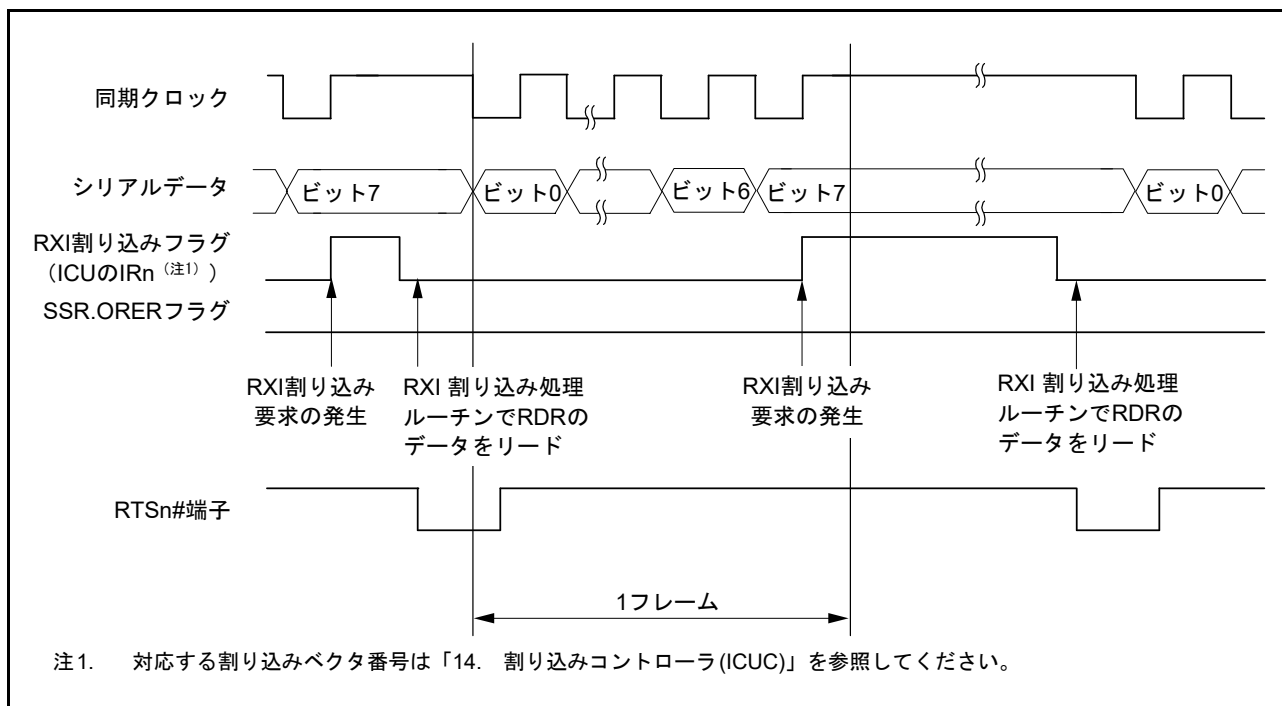 同期クロック
シリアルデータ
ビット7
ビット0
ビット6
ビット7
ビット0
RXI割り込みフラグ
（ICUのIRn（注1））
SSR.ORERフラグ
RXI割り込み
要求の発生
RXI 割り込み処理
ルーチンでRDRの
データをリード
RXI割り込み
要求の発生
RXI 割り込み処理
ルーチンでRDRの
データをリード
RTSn#端子
1フレーム
注1. 対応する割り込みベクタ番号は「14. 割り込みコントローラ(ICUC)」を参照してください。